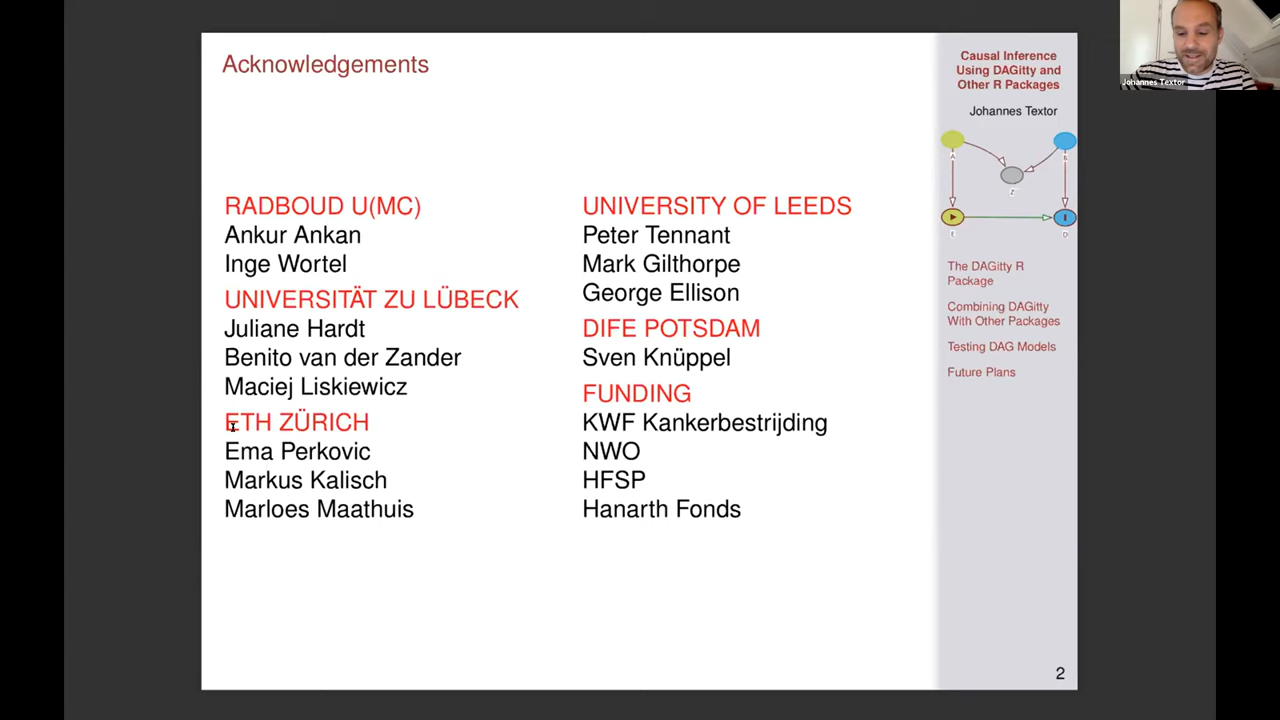 Acknowledgements
RADBOUD U(MC)
Ankur Ankan
Inge Wortel
UNIVERSITÄT ZU LÜBECK
Juliane Hardt
Benito van der Zander
Maciej Liskiewicz
ETH ZÜRICH
Ema Perkovic
Markus Kalisch
Marloes Maathuis
UNIVERSITY OF LEEDS
Peter Tennant
Mark Gilthorpe
George Ellison
DIFE POTSDAM
Sven Knüppel
FUNDING
KWF Kankerbestrijding
NWO
HFSP
Hanarth Fonds
Causal Inference
Using DAGitty and
Other R Packages
Johannes Textor
A
B
Z
E
D
The DAGitty R
Package
Combining DAGitty
With Other Packages
Testing DAG Models
Future Plans
2
Johannes Textor